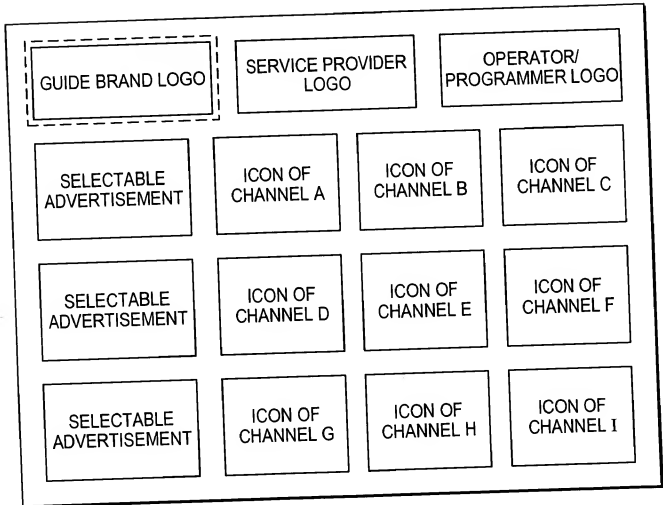 GUIDE BRAND LOGO
SERVICE PROVIDER
LOGO
OPERATOR/
PROGRAMMER LOGO
SELECTABLE
ADVERTISEMENT
ICON OF
CHANNEL A
ICON OF
CHANNEL B
ICON OF
CHANNEL C
SELECTABLE
ADVERTISEMENT
ICON OF
CHANNEL D
ICON OF
CHANNEL E
ICON OF
CHANNEL F
SELECTABLE
ADVERTISEMENT
ICON OF
CHANNEL G
ICON OF
CHANNEL H
ICON OF
CHANNEL I